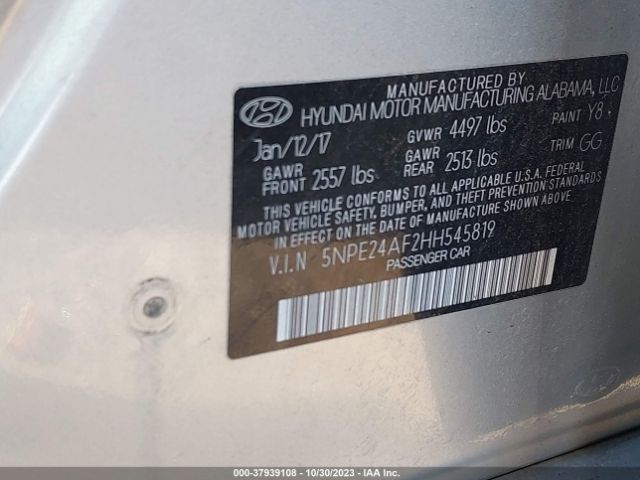 MANUFACTURED BY
HYUNDAI MOTOR MANUFACTURING ALABAMA, LLC
Jan/12/17 GVWR 4497 lbs PAINT Y8
GAWR FRONT 2557 lbs GAWR REAR 2513 lbs TRIM GG
THIS VEHICLE CONFORMS TO ALL APPLICABLE U.S.A. FEDERAL
MOTOR VEHICLE SAFETY, BUMPER, AND THEFT PREVENTION STANDARDS
IN EFFECT ON THE DATE OF MANUFACTURE SHOWN ABOVE.
V.I.N 5NPE24AF2HH545819
PASSENGER CAR
000-37939108 - 10/30/2023 - IAA Inc.